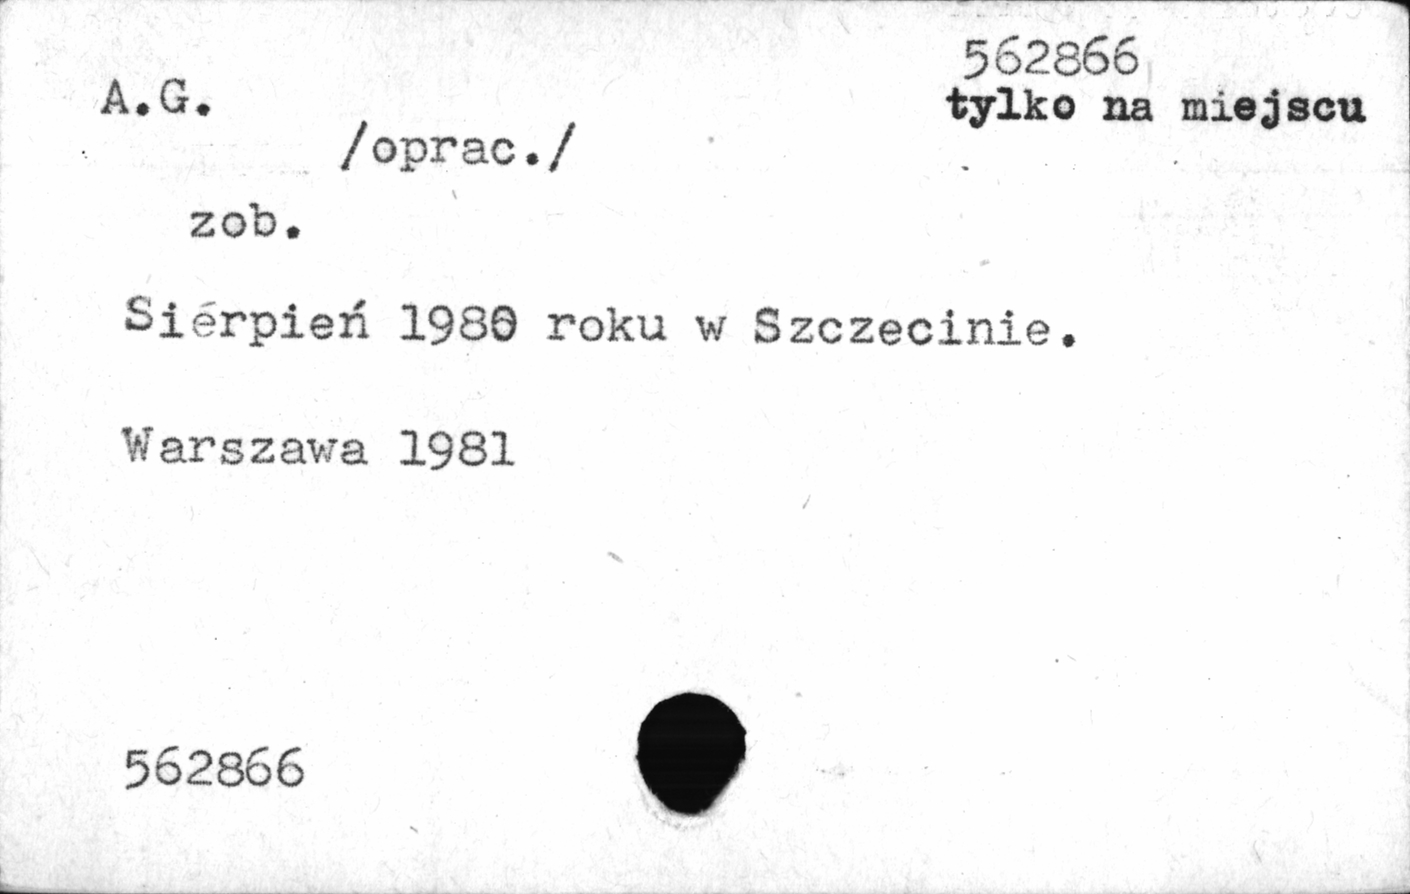 562866
A.G.
tylko na miejscu
/oprac./
zob.
Sierpień 1980 roku w Szczecinie.
Warszawa 1981
562866